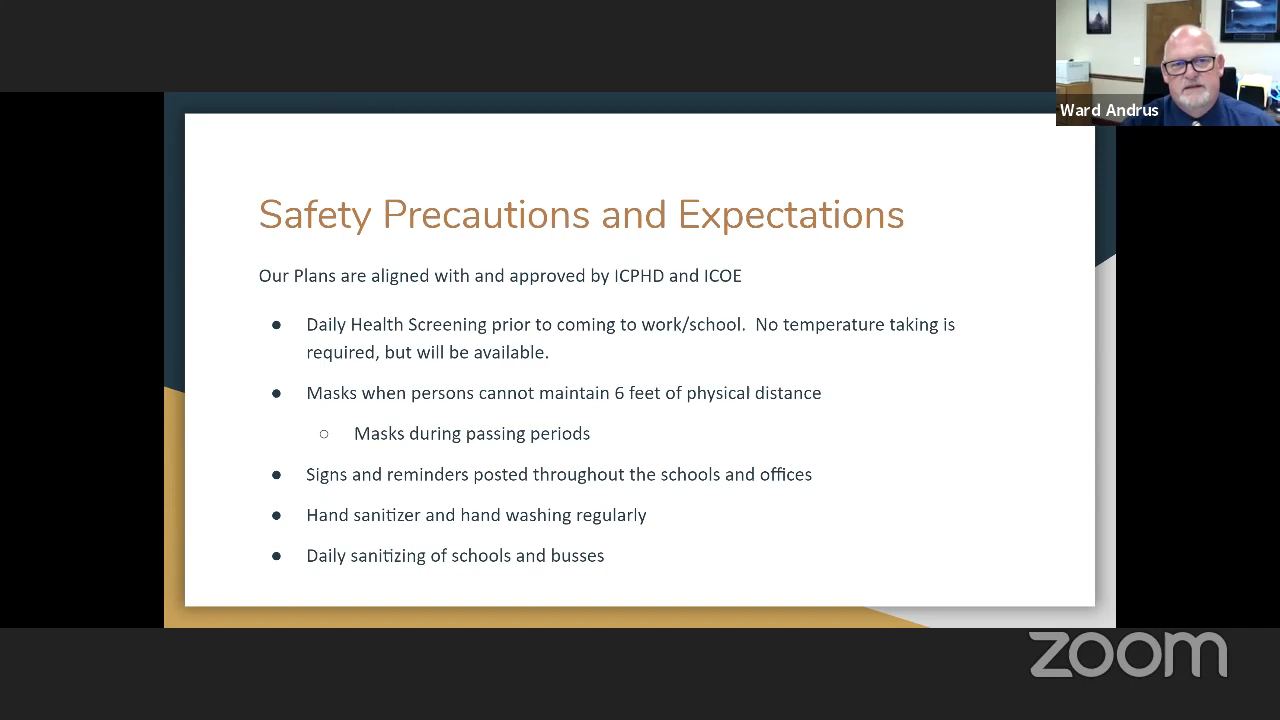 Ward Andrus
Safety Precautions and Expectations
Our Plans are aligned with and approved by ICPHD and ICOE
● Daily Health Screening prior to coming to work/school.  No temperature taking is
required, but will be available.
● Masks when persons cannot maintain 6 feet of physical distance
○ Masks during passing periods
● Signs and reminders posted throughout the schools and offices
● Hand sanitizer and hand washing regularly
● Daily sanitizing of schools and busses
zoom